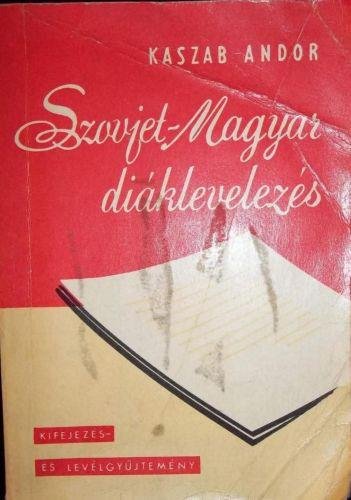 KASZAB ANDOR
Szovjet-Magyar
diáklevelezés
KIFEJEZÉS-
ÉS LEVÉLGYŰJTEMÉNY